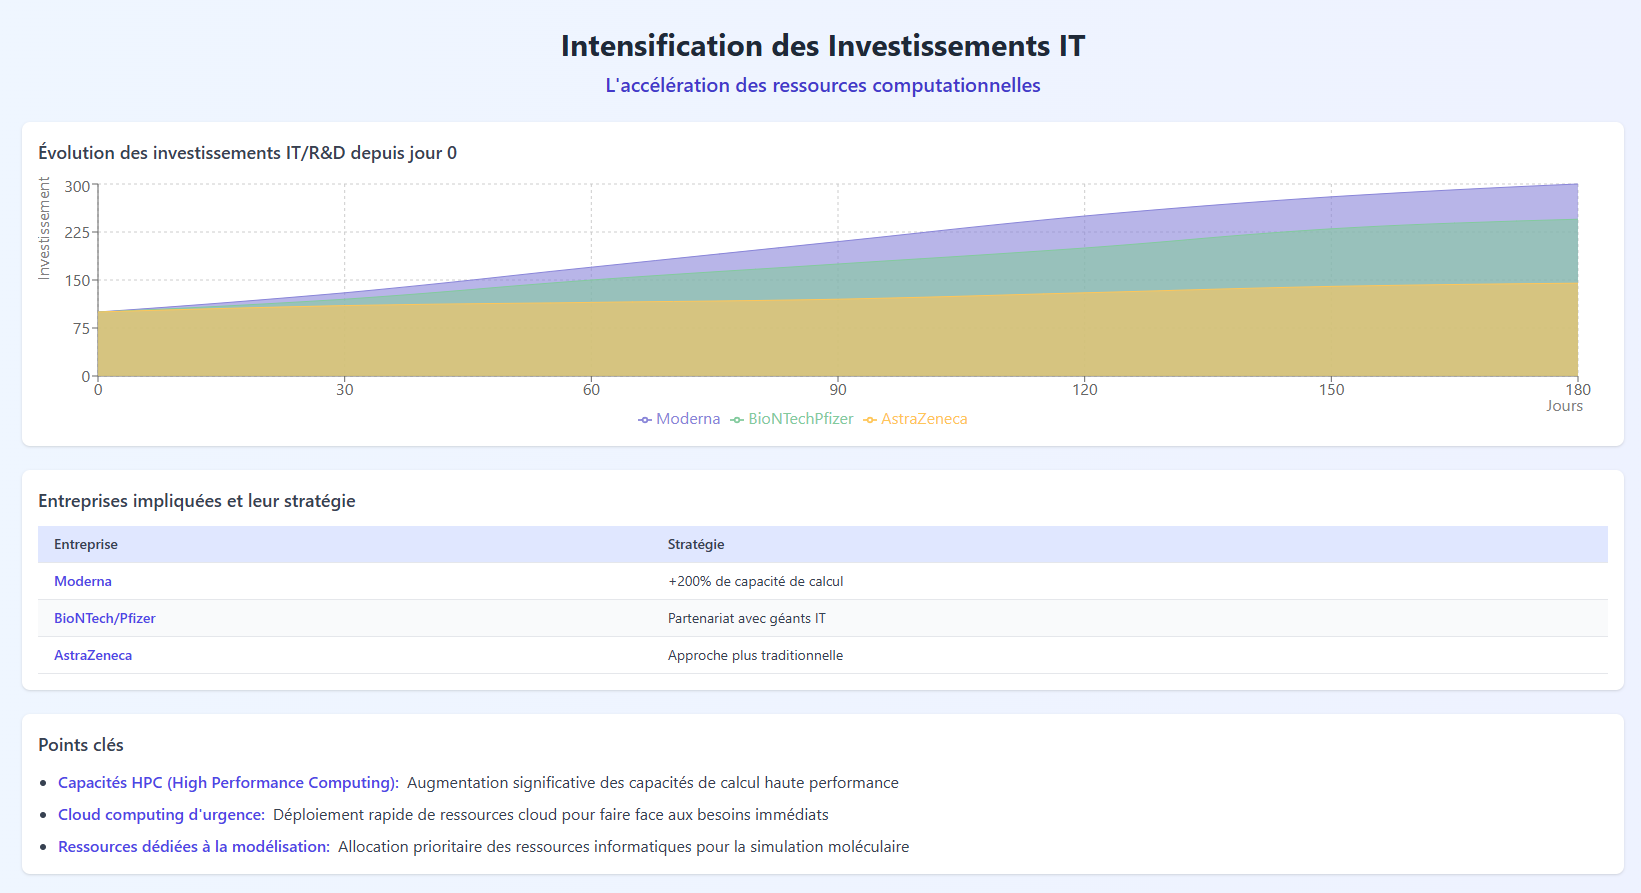 Intensification des Investissements IT
L'accélération des ressources computationnelles
Évolution des investissements IT/R&D depuis jour 0
Investissement
300
225
150
75
0
0 30 60 90 120 150 180
Jours
Moderna BioNTechPfizer AstraZeneca
Entreprises impliquées et leur stratégie
Entreprise Stratégie
Moderna +200% de capacité de calcul
BioNTech/Pfizer Partenariat avec géants IT
AstraZeneca Approche plus traditionnelle
Points clés
• Capacités HPC (High Performance Computing): Augmentation significative des capacités de calcul haute performance
• Cloud computing d'urgence: Déploiement rapide de ressources cloud pour faire face aux besoins immédiats
• Ressources dédiées à la modélisation: Allocation prioritaire des ressources informatiques pour la simulation moléculaire